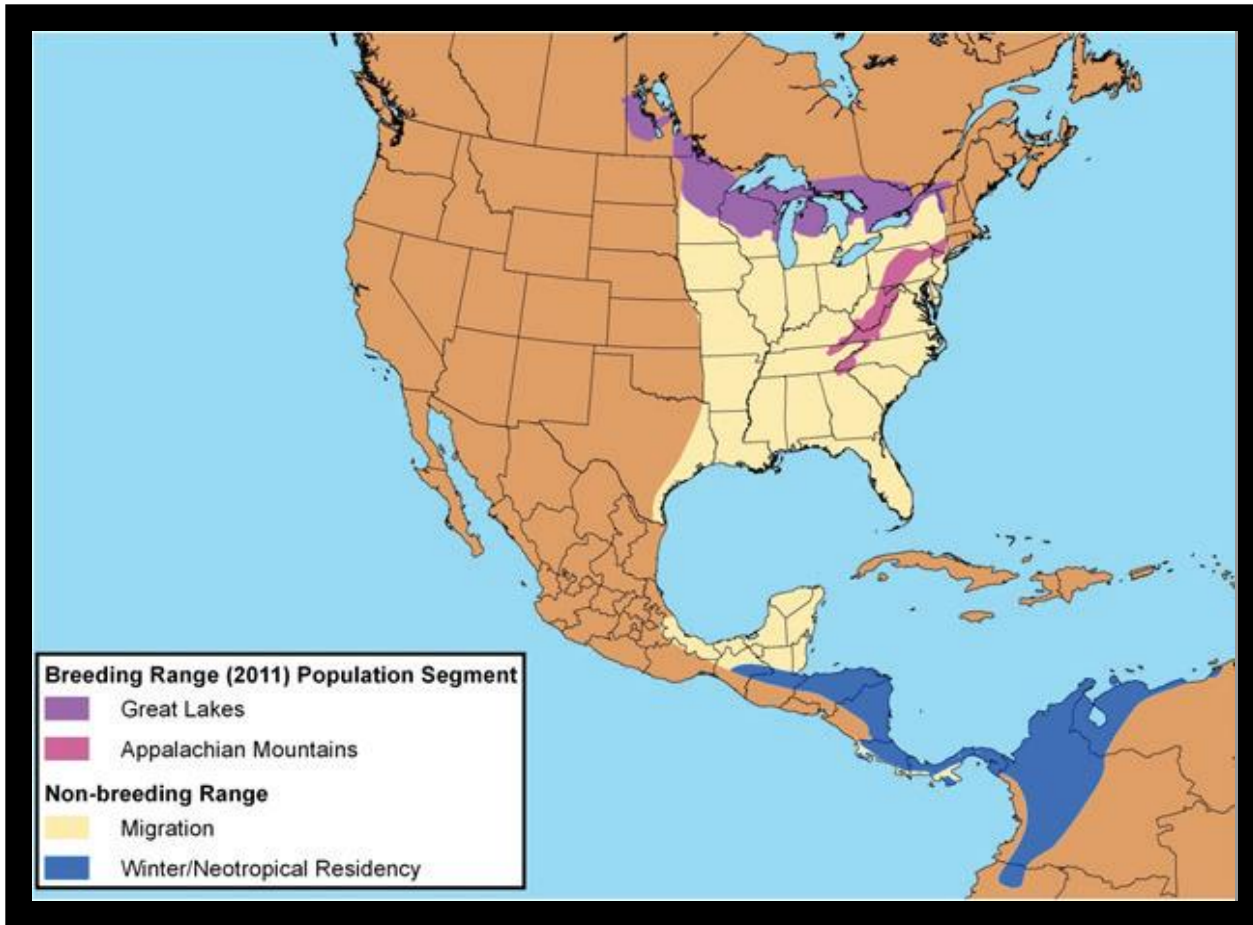 Breeding Range (2011) Population Segment
Great Lakes
Appalachian Mountains
Non-breeding Range
Migration
Winter/Neotropical Residency